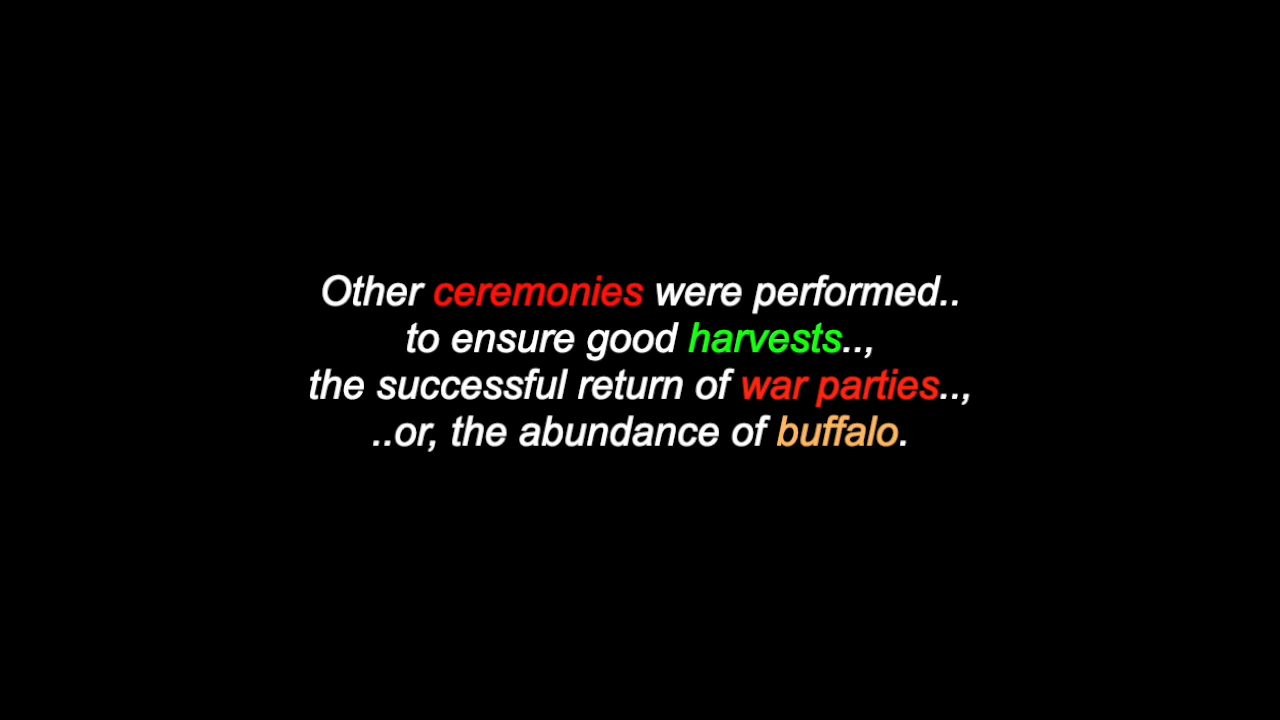 Other ceremonies were performed..
to ensure good harvests..,
the successful return of war parties..,
..or, the abundance of buffalo.